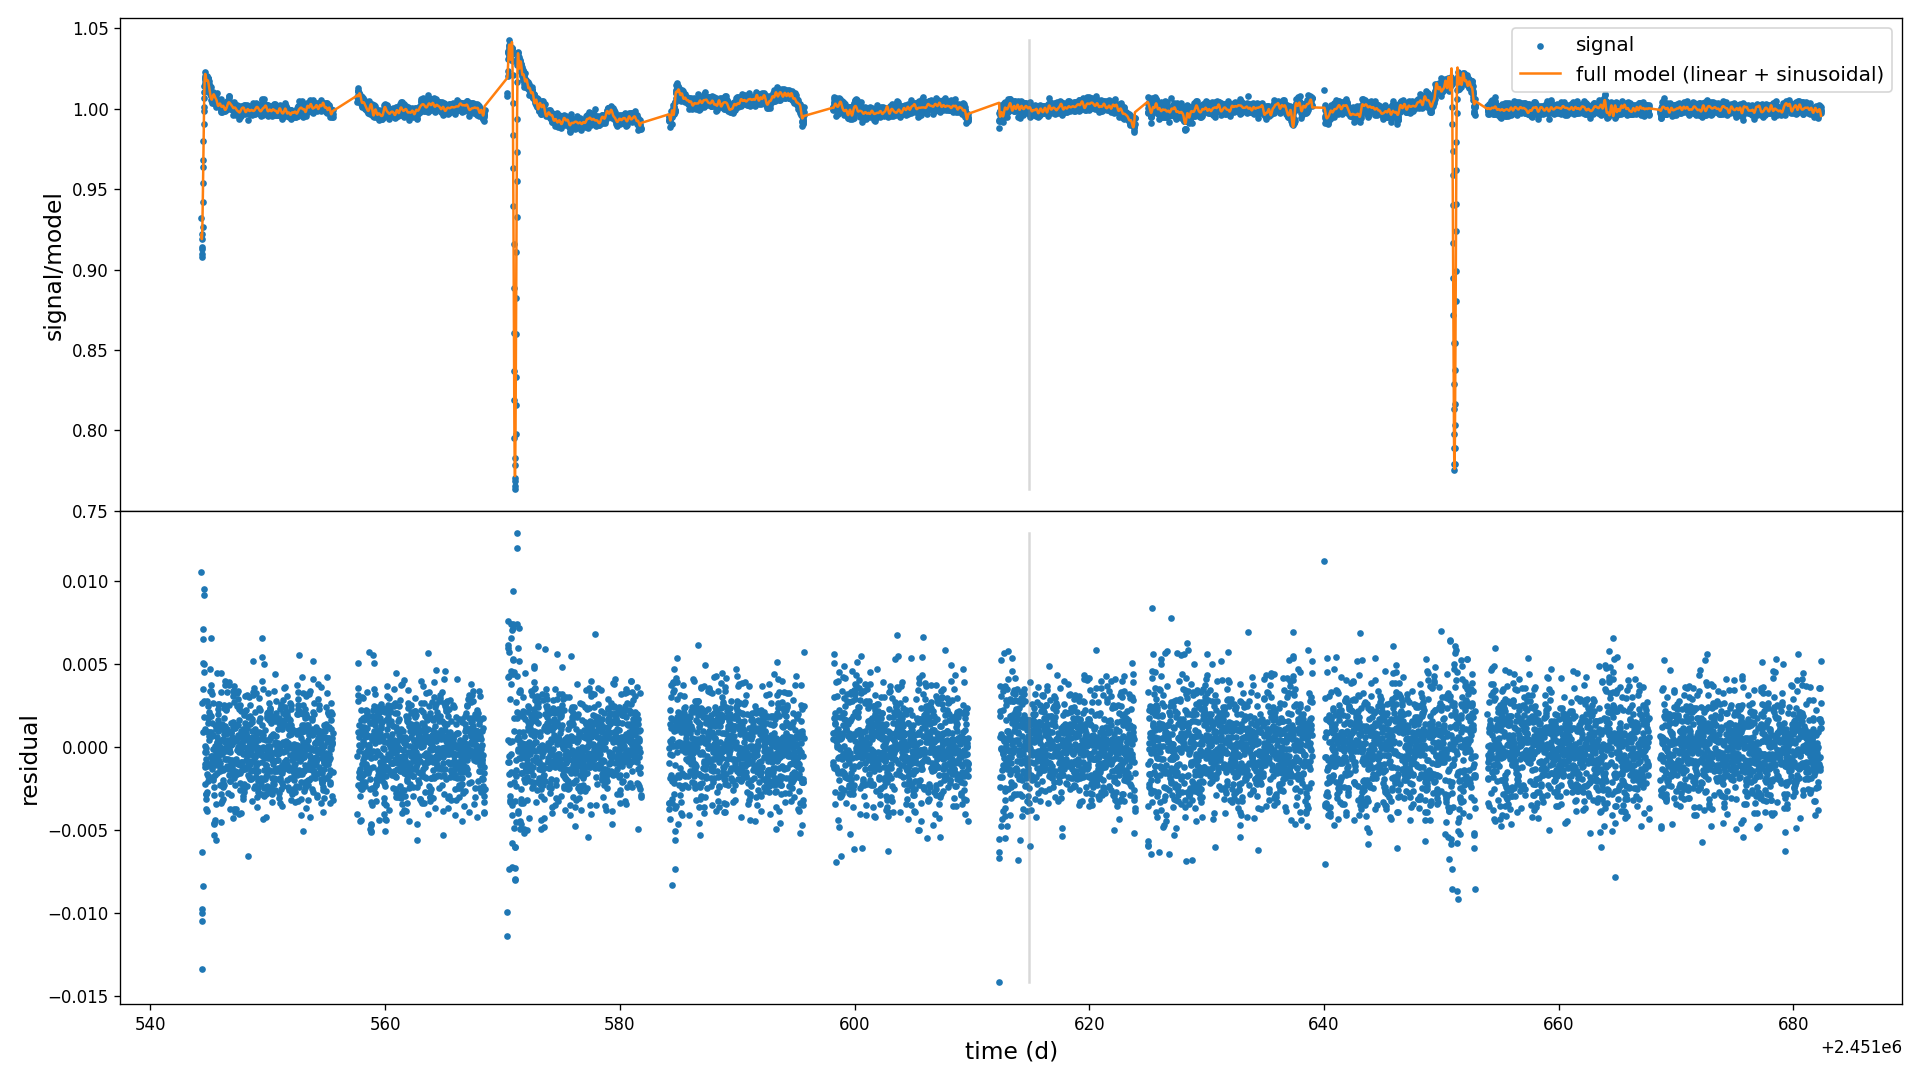 1.05
signal
full model (linear + sinusoidal)
1.00
0.95
signal/model
0.90
0.85
0.80
0.75
0.010
0.005
residual
0.000
−0.005
−0.010
−0.015
540 560 580 600 620 640 660 680
time (d)
+2.451e6